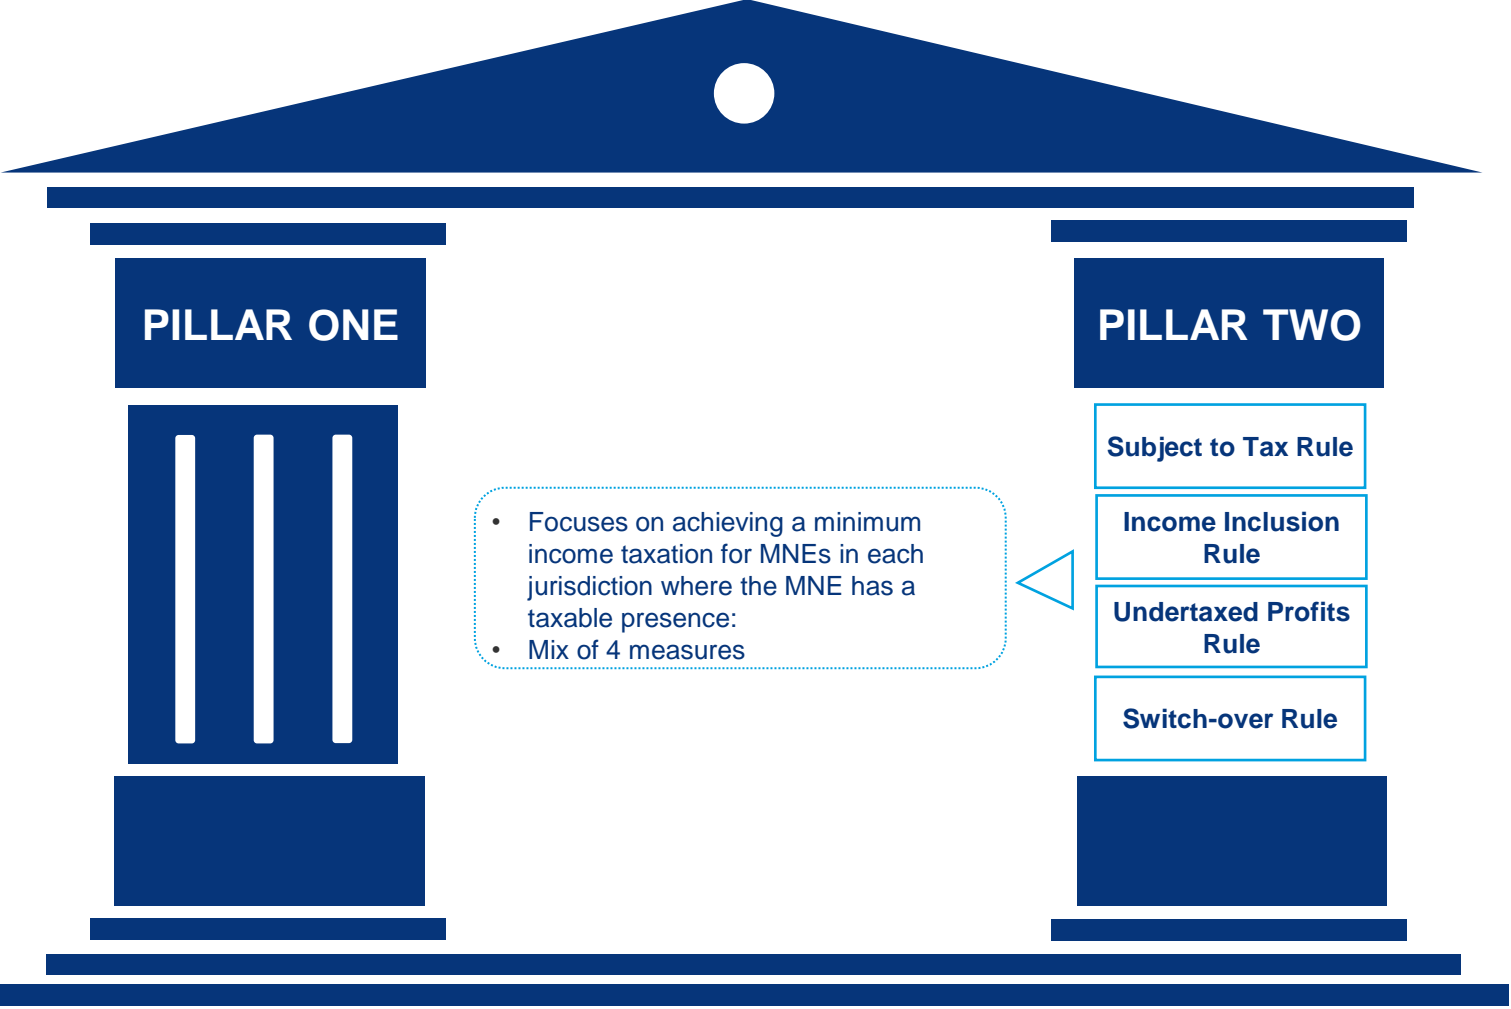 PILLAR ONE
PILLAR TWO
Subject to Tax Rule
Income Inclusion
Rule
Undertaxed Profits
Rule
Switch-over Rule
• Focuses on achieving a minimum
income taxation for MNEs in each
jurisdiction where the MNE has a
taxable presence:
• Mix of 4 measures